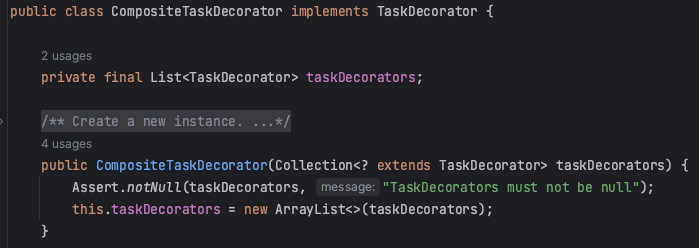 public class CompositeTaskDecorator implements TaskDecorator {
2 usages
private final List<TaskDecorator> taskDecorators;
/** Create a new instance. ...*/
4 usages
public CompositeTaskDecorator(Collection<? extends TaskDecorator> taskDecorators) {
Assert.notNull(taskDecorators, message: "TaskDecorators must not be null");
this.taskDecorators = new ArrayList<>(taskDecorators);
}